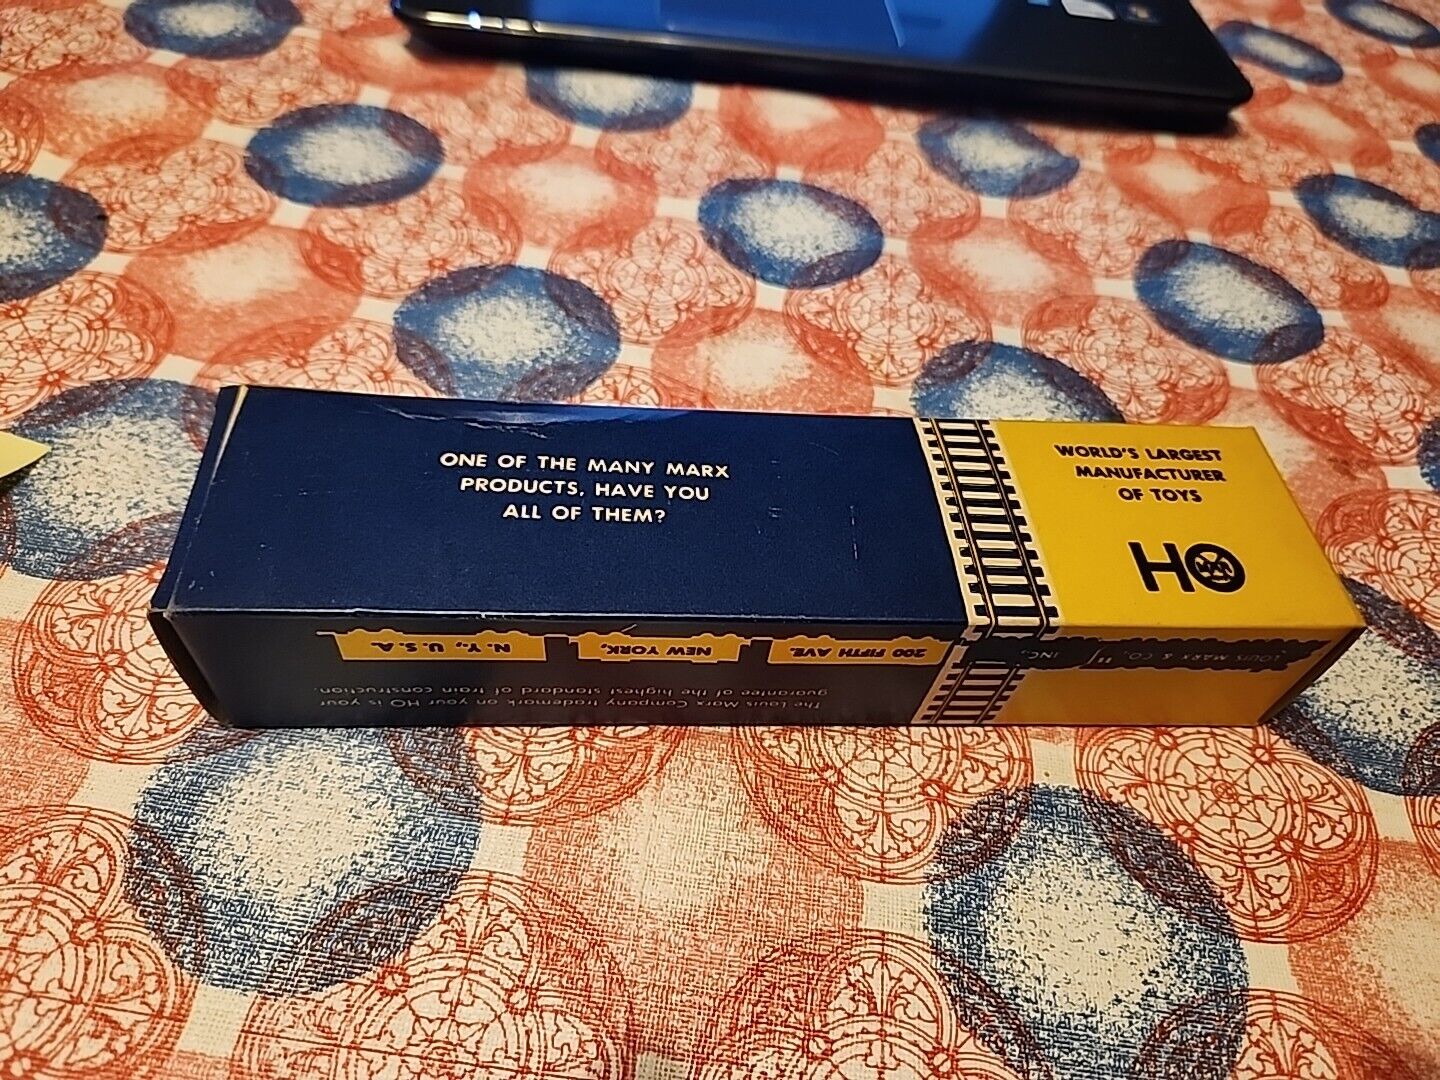 ONE OF THE MANY MARX
PRODUCTS, HAVE YOU
ALL OF THEM?
WORLD'S LARGEST
MANUFACTURER
OF TOYS
HO
MAR
LOUIS MARX & CO., INC.
200 FIFTH AVE. NEW YORK, N. Y., U. S. A.
The Louis Marx Company trademark on your HO is your
guarantee of the highest standard of train construction.